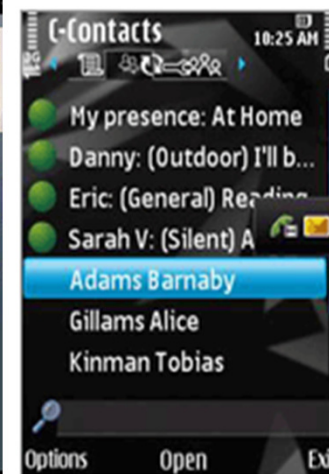 C-Contacts
10:25 AM
My presence: At Home
Danny: (Outdoor) I'll b...
Eric: (General) Reading
Sarah V: (Silent) A
Adams Barnaby
Gillams Alice
Kinman Tobias
Options Open Ex